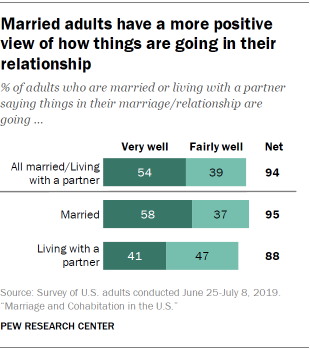 Married adults have a more positive
view of how things are going in their
relationship
% of adults who are married or living with a partner
saying things in their marriage/relationship are
going ...
Very well Fairly well Net
All married/Living
with a partner 54 39 94
Married 58 37 95
Living with a
partner 41 47 88
Source: Survey of U.S. adults conducted June 25-July 8, 2019.
“Marriage and Cohabitation in the U.S.”
PEW RESEARCH CENTER